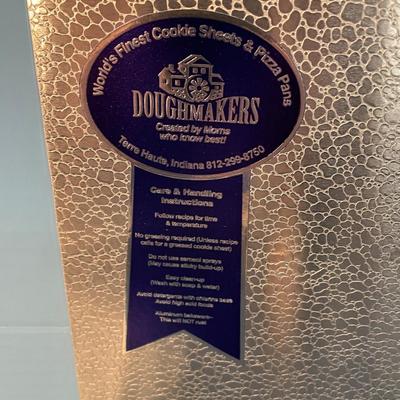 World's Finest Cookie Sheets & Pizza Pans
DOUGHMAKERS
Created by Moms
who know best!
Terre Haute, Indiana 812-299-8750
Care & Handling
Instructions
Follow recipe for time
& temperature
No greasing required (Unless recipe
calls for a greased cookie sheet)
Do not use aerosol sprays
(May cause sticky build-up)
Easy clean-up
(Wash with soap & water)
Avoid detergents with chlorine base
Avoid high acid foods
Aluminum bakeware-
This will NOT rust